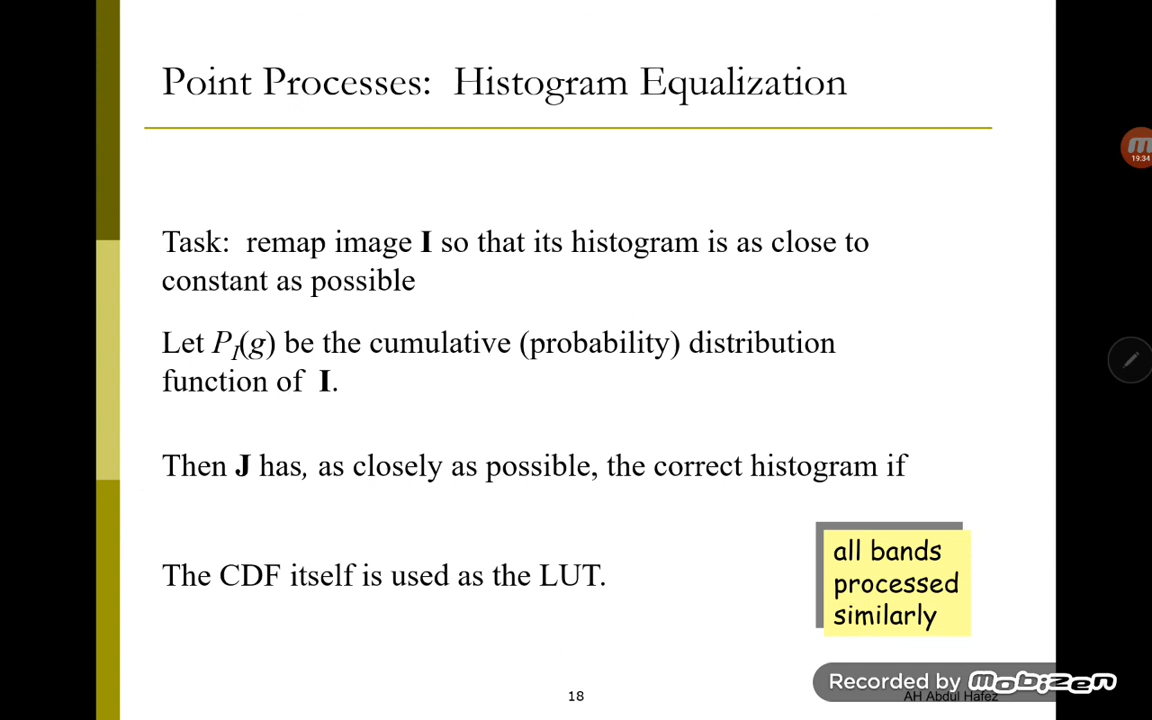 Point Processes: Histogram Equalization
19:34
Task: remap image I so that its histogram is as close to
constant as possible
Let P_I(g) be the cumulative (probability) distribution
function of I.
Then J has, as closely as possible, the correct histogram if
The CDF itself is used as the LUT.
all bands
processed
similarly
Recorded by mobizen
18
AH Abdul Hafez